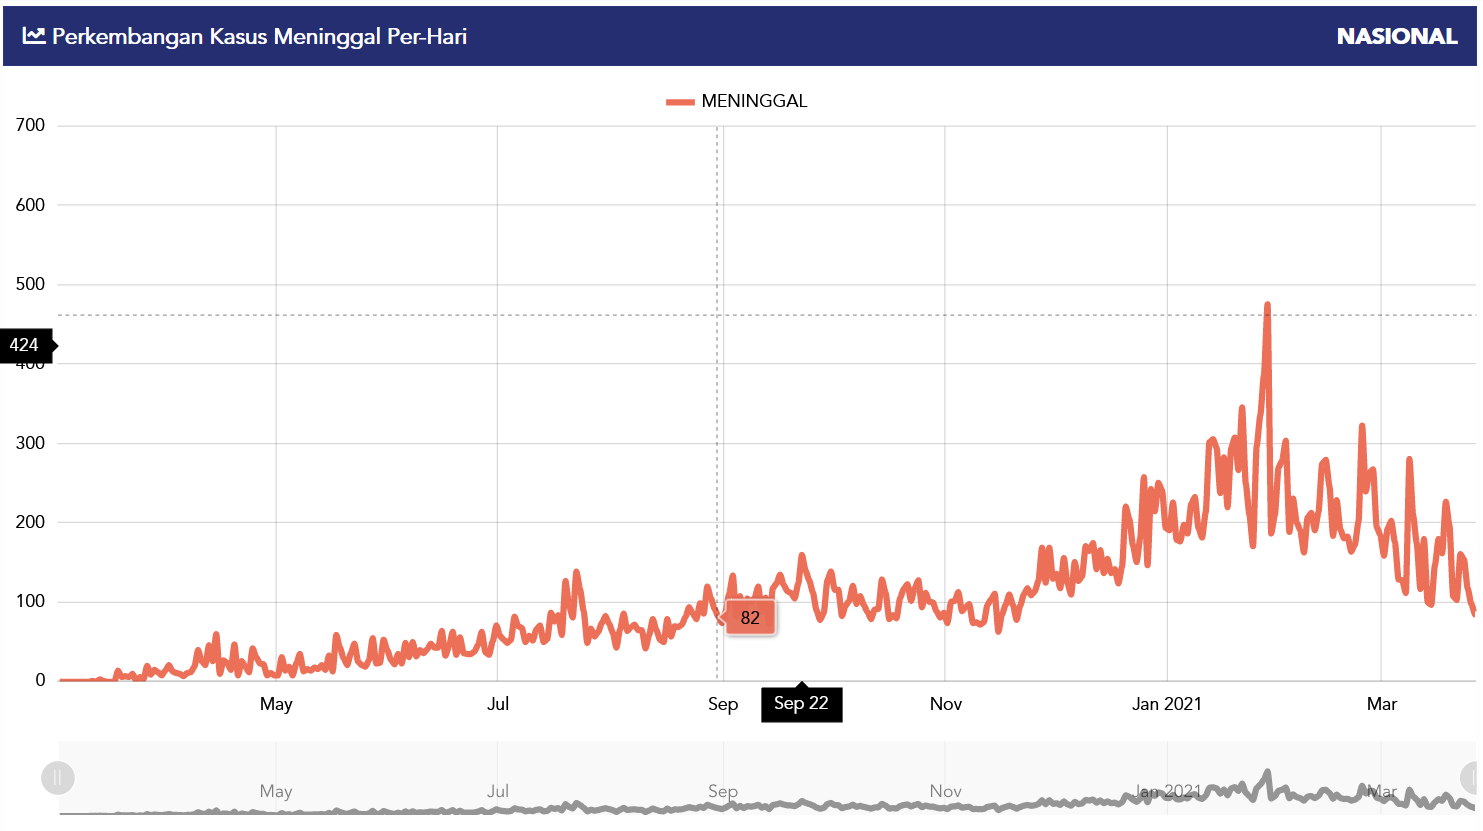 Perkembangan Kasus Meninggal Per-Hari
NASIONAL
MENINGGAL
700
600
500
424
400
300
200
100
82
0
May
Jul
Sep
Sep 22
Nov
Jan 2021
Mar
May
Jul
Sep
Nov
Jan 2021
Mar